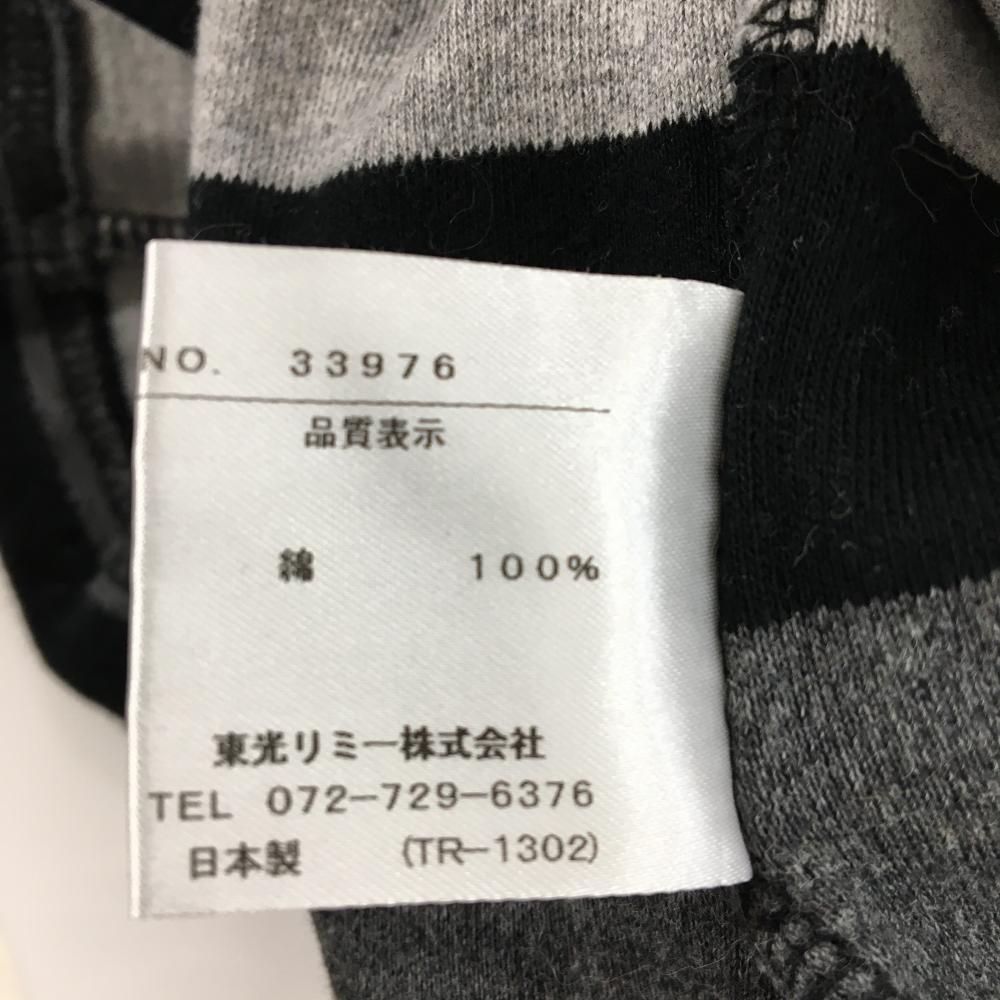 NO. 33976
品質表示
綿 100%
東光リミー株式会社
TEL 072-729-6376
日本製 (TR-1302)